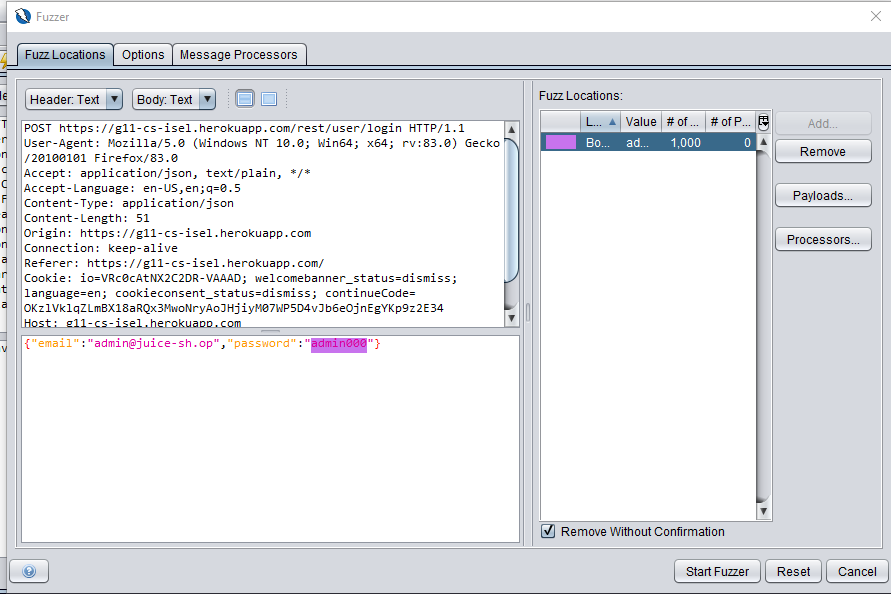 Fuzzer
Fuzz Locations Options Message Processors
Header: Text Body: Text
POST https://g11-cs-isel.herokuapp.com/rest/user/login HTTP/1.1
User-Agent: Mozilla/5.0 (Windows NT 10.0; Win64; x64; rv:83.0) Gecko
/20100101 Firefox/83.0
Accept: application/json, text/plain, */*
Accept-Language: en-US,en;q=0.5
Content-Type: application/json
Content-Length: 51
Origin: https://g11-cs-isel.herokuapp.com
Connection: keep-alive
Referer: https://g11-cs-isel.herokuapp.com/
Cookie: io=VRc0cAtNX2C2DR-VAAAD; welcomebanner_status=dismiss;
language=en; cookieconsent_status=dismiss; continueCode=
OKzlVklqZLmBX18aRQx3MwoNryAoJHjiyM07WP5D4vJb6eOjnEgYKp9z2E34
Host: g11-cs-isel.herokuapp.com
{"email":"admin@juice-sh.op","password":"admin000"}
Fuzz Locations:
L... Value # of ... # of P...
Bo... ad... 1,000 0
Add...
Remove
Payloads...
Processors...
Remove Without Confirmation
Start Fuzzer Reset Cancel